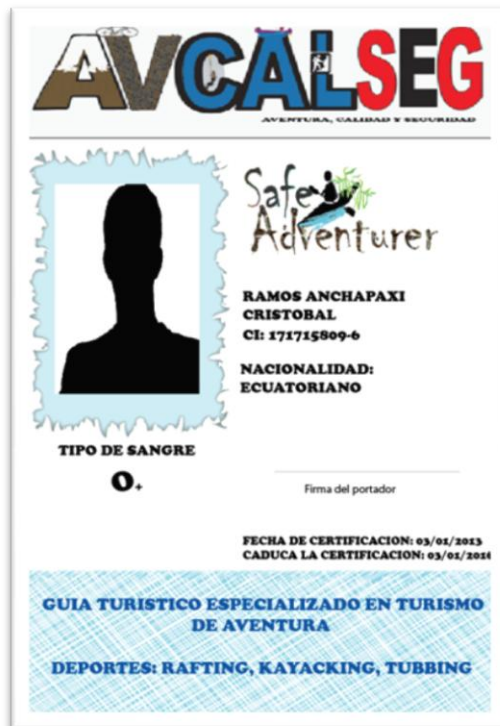 AVCALSEG
AVENTURA, CALIDAD Y SEGURIDAD
Safe
Adventurer
RAMOS ANCHAPAXI
CRISTOBAL
CI: 171715809-6
NACIONALIDAD:
ECUATORIANO
TIPO DE SANGRE
O+
Firma del portador
FECHA DE CERTIFICACION: 03/01/2013
CADUCA LA CERTIFICACION: 03/01/2016
GUIA TURISTICO ESPECIALIZADO EN TURISMO
DE AVENTURA
DEPORTES: RAFTING, KAYACKING, TUBBING